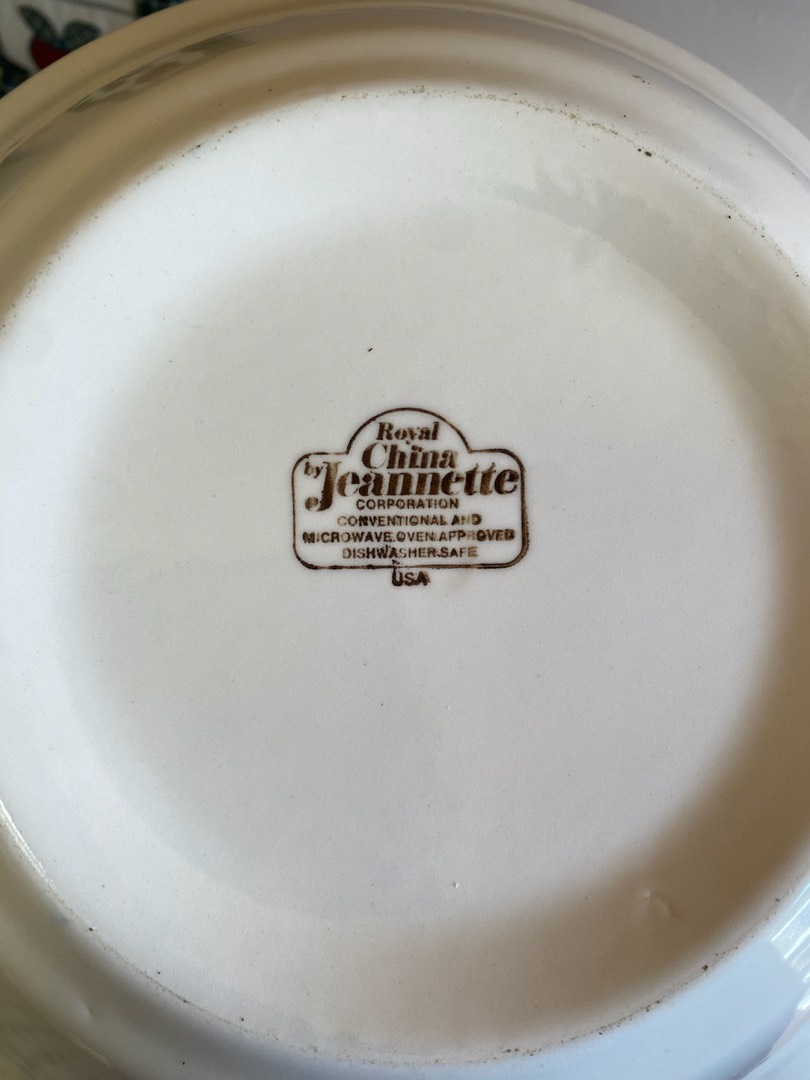 Royal
China
by Jeannette
CORPORATION
CONVENTIONAL AND
MICROWAVE OVEN APPROVED
DISHWASHER SAFE
USA